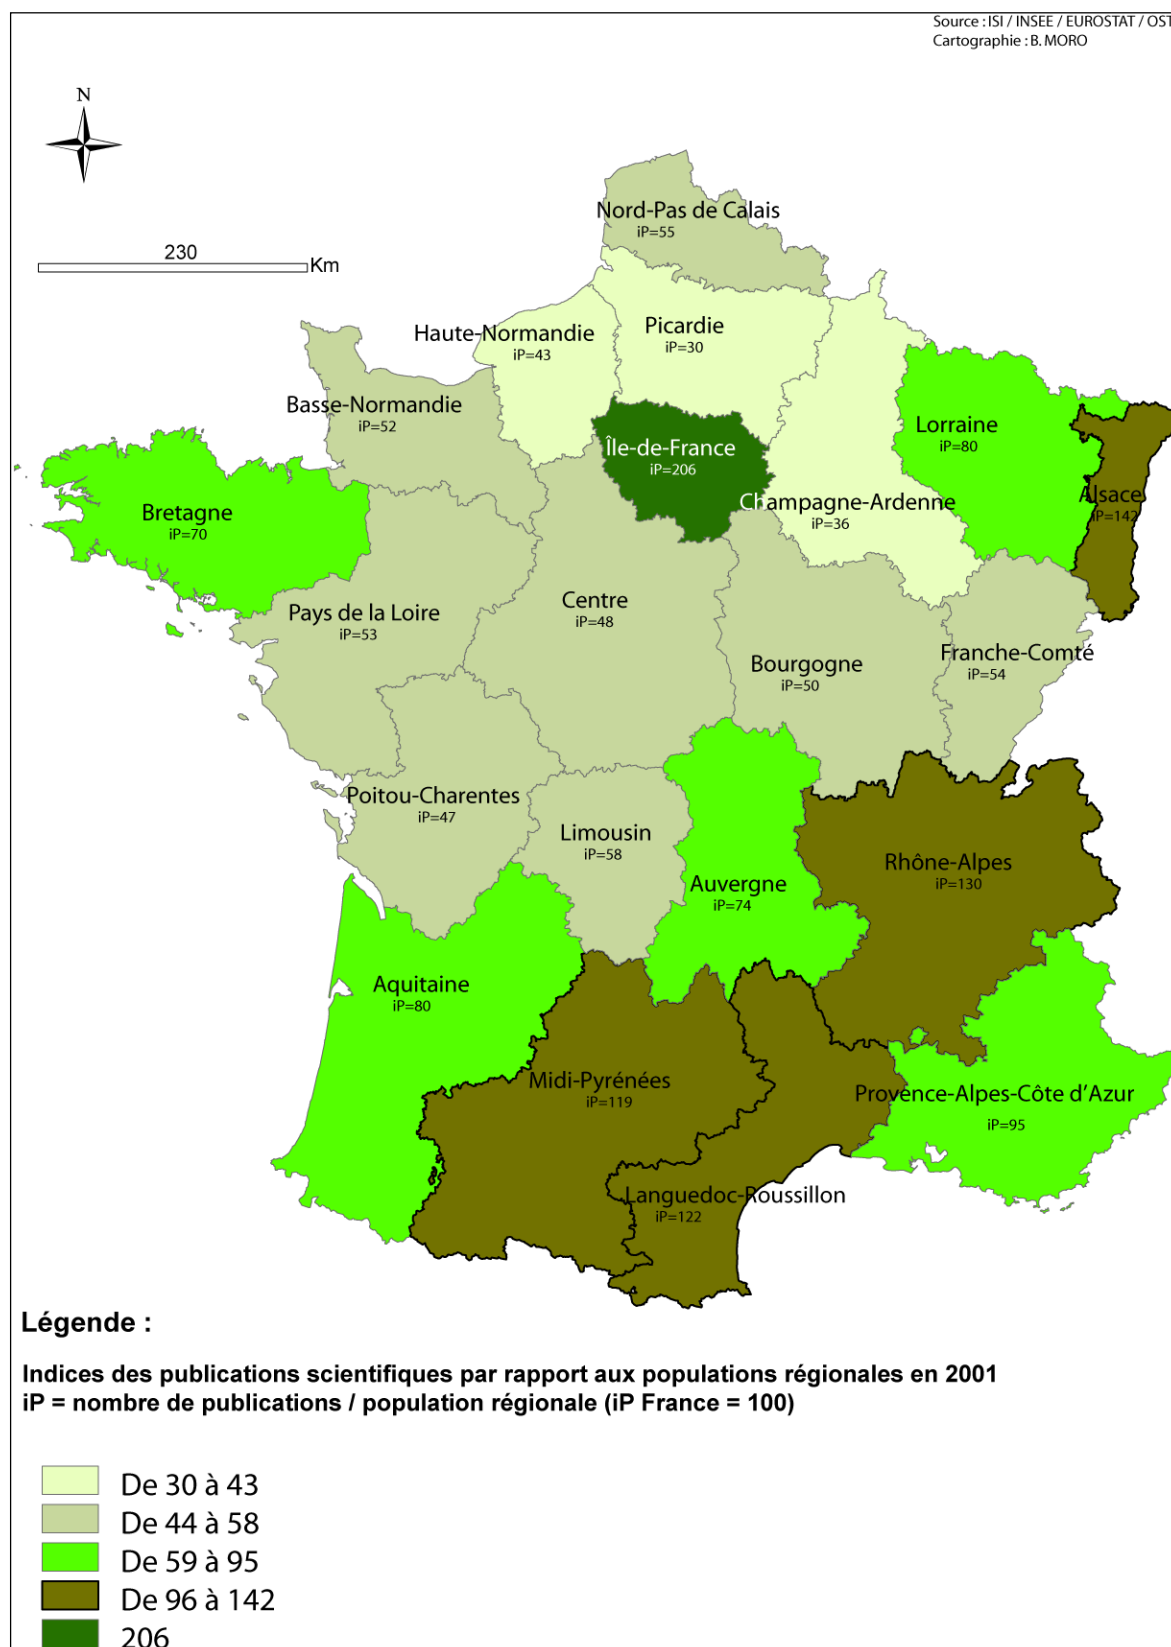 Source : ISI / INSEE / EUROSTAT / OST
Cartographie : B. MORO
N
230
Km
Nord-Pas de Calais
iP=55
Haute-Normandie
iP=43
Picardie
iP=30
Basse-Normandie
iP=52
Île-de-France
iP=206
Lorraine
iP=80
Alsace
iP=142
Champagne-Ardenne
iP=36
Bretagne
iP=70
Pays de la Loire
iP=53
Centre
iP=48
Bourgogne
iP=50
Franche-Comté
iP=54
Poitou-Charentes
iP=47
Limousin
iP=58
Auvergne
iP=74
Rhône-Alpes
iP=130
Aquitaine
iP=80
Midi-Pyrénées
iP=119
Provence-Alpes-Côte d’Azur
iP=95
Languedoc-Roussillon
iP=122
Légende :
Indices des publications scientifiques par rapport aux populations régionales en 2001
iP = nombre de publications / population régionale (iP France = 100)
De 30 à 43
De 44 à 58
De 59 à 95
De 96 à 142
206